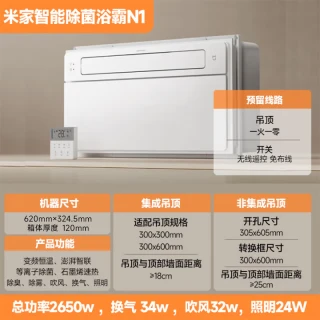 米家智能除菌浴霸N1
预留线路
吊顶
一火一零
开关
无线遥控 免布线
机器尺寸
620mm×324.5mm
箱体厚度 120mm
产品功能
变频恒温、澎湃智联
等离子除菌、石墨烯速热
除臭、除雾、吹风、换气、照明
集成吊顶
适配吊顶规格
300x300mm
300x600mm
吊顶与顶部墙面距离
≥18cm
非集成吊顶
开孔尺寸
305x605mm
转换框尺寸
300x600mm
吊顶与顶部墙面距离
≥25cm
总功率2650w，换气 34w，吹风32w，照明24W